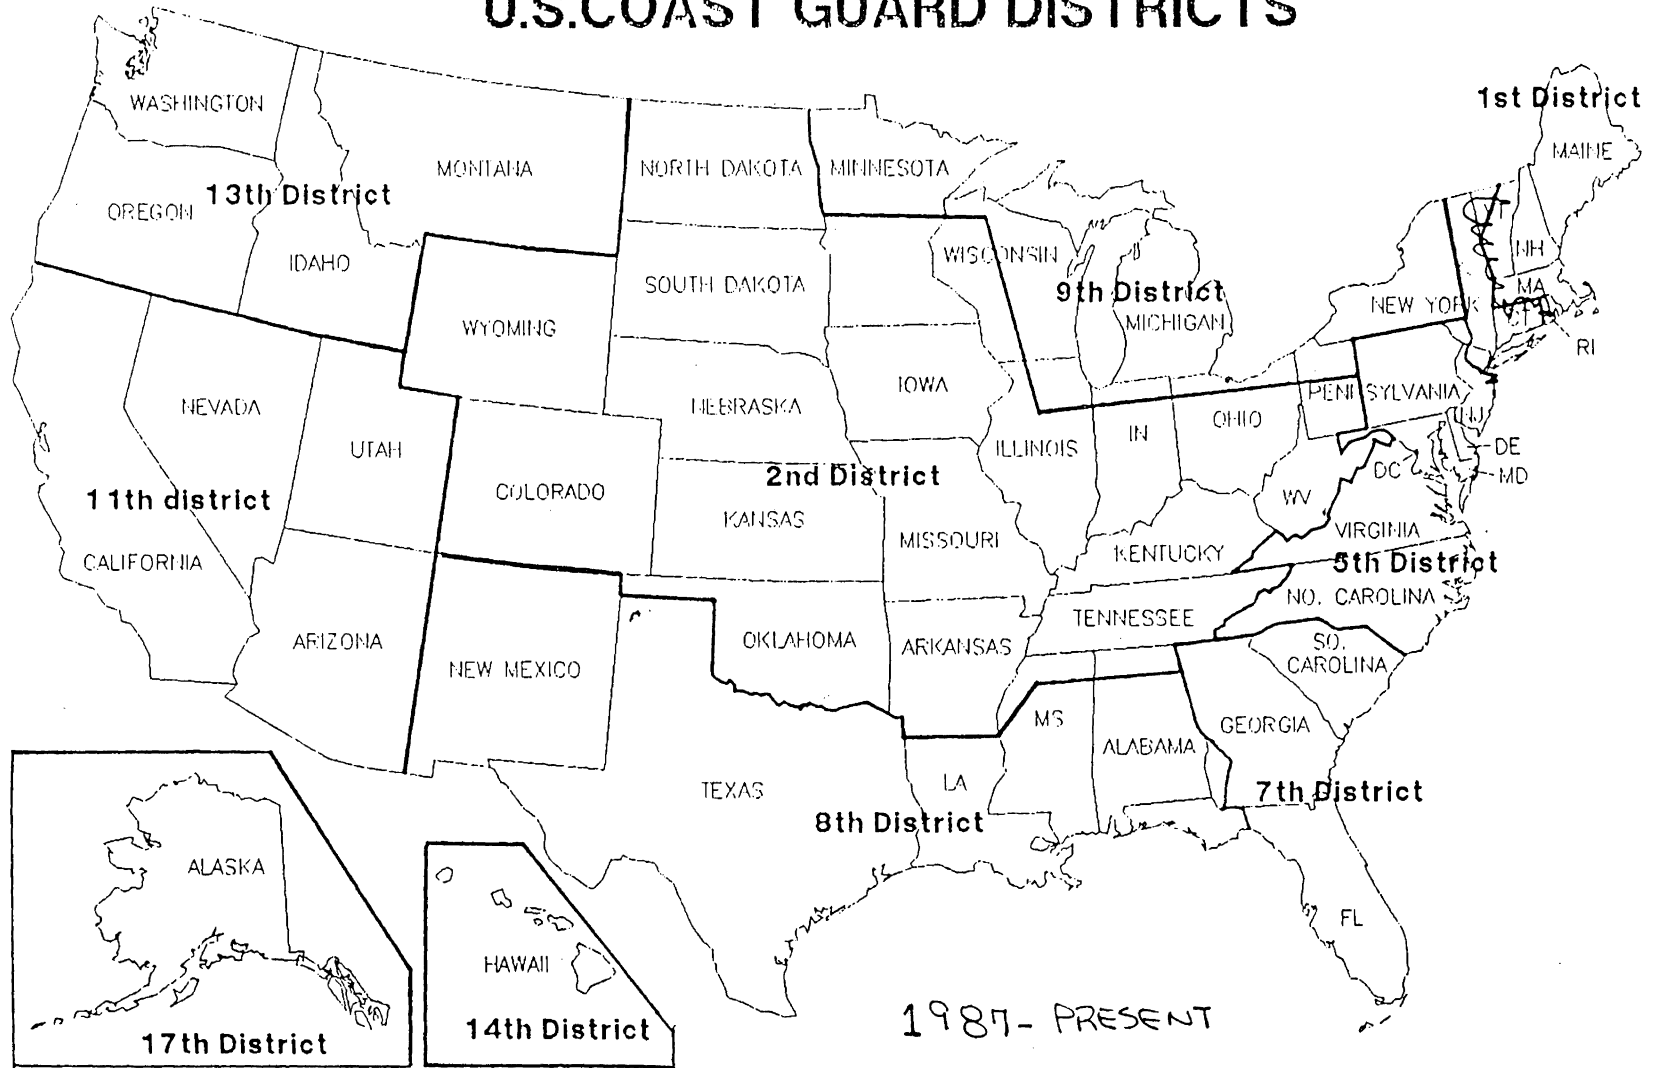 U.S.COAST GUARD DISTRICTS
1st District
WASHINGTON
MAINE
MONTANA
NORTH DAKOTA
MINNESOTA
13th District
OREGON
VT
NH
IDAHO
WISCONSIN
SOUTH DAKOTA
9th District
MA
NEW YORK
WYOMING
MICHIGAN
CT
RI
IOWA
PENNSYLVANIA
NEVADA
NEBRASKA
NJ
OHIO
UTAH
ILLINOIS
IN
DE
DC
MD
2nd District
11th district
COLORADO
WV
KANSAS
VIRGINIA
MISSOURI
KENTUCKY
CALIFORNIA
5th District
NO. CAROLINA
TENNESSEE
ARIZONA
OKLAHOMA
ARKANSAS
SO.
CAROLINA
NEW MEXICO
MS
GEORGIA
ALABAMA
TEXAS
LA
7th District
8th District
ALASKA
FL
HAWAII
17th District
14th District
1987- PRESENT